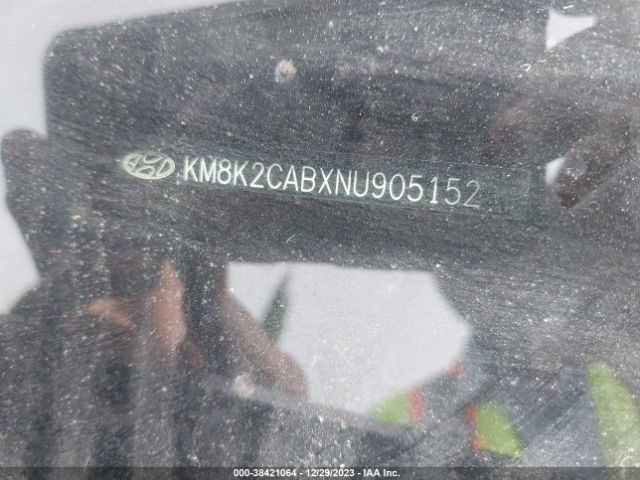 KM8K2CABXNU905152
000-38421064 - 12/29/2023 - IAA Inc.